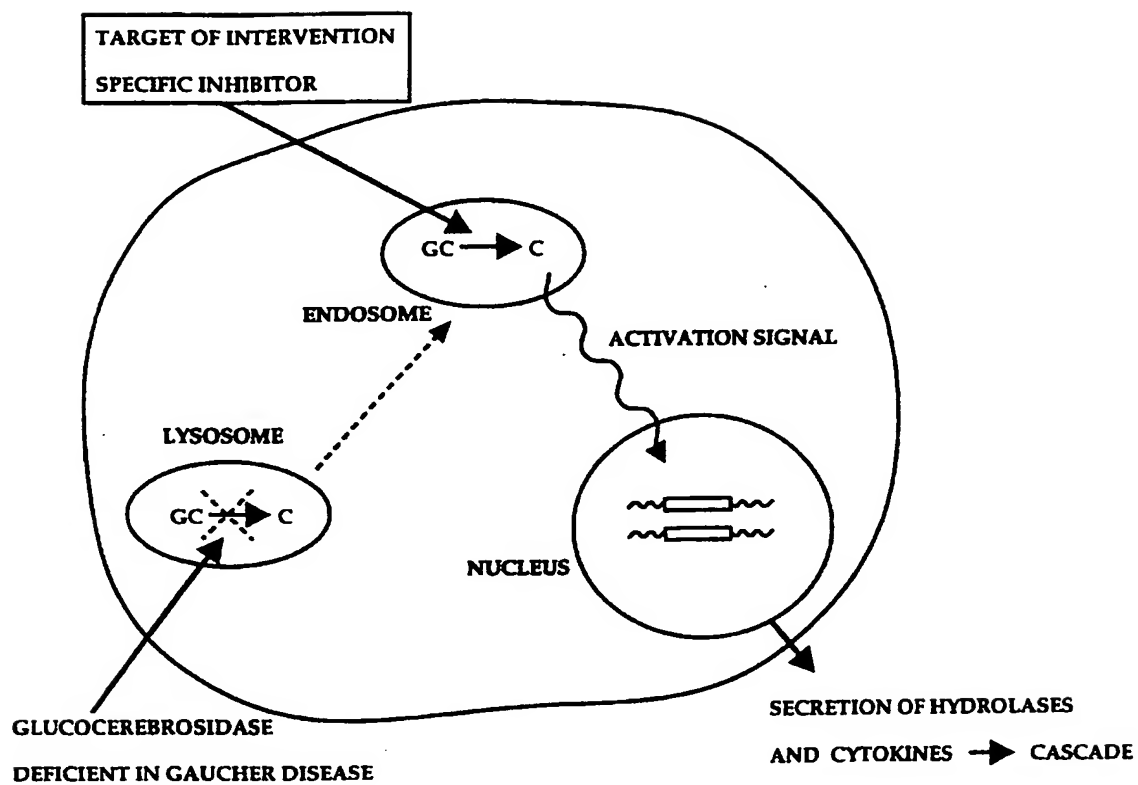 TARGET OF INTERVENTION
SPECIFIC INHIBITOR
GC C
ENDOSOME
ACTIVATION SIGNAL
LYSOSOME
GC C
NUCLEUS
GLUCOCEREBROSIDASE
DEFICIENT IN GAUCHER DISEASE
SECRETION OF HYDROLASES
AND CYTOKINES CASCADE